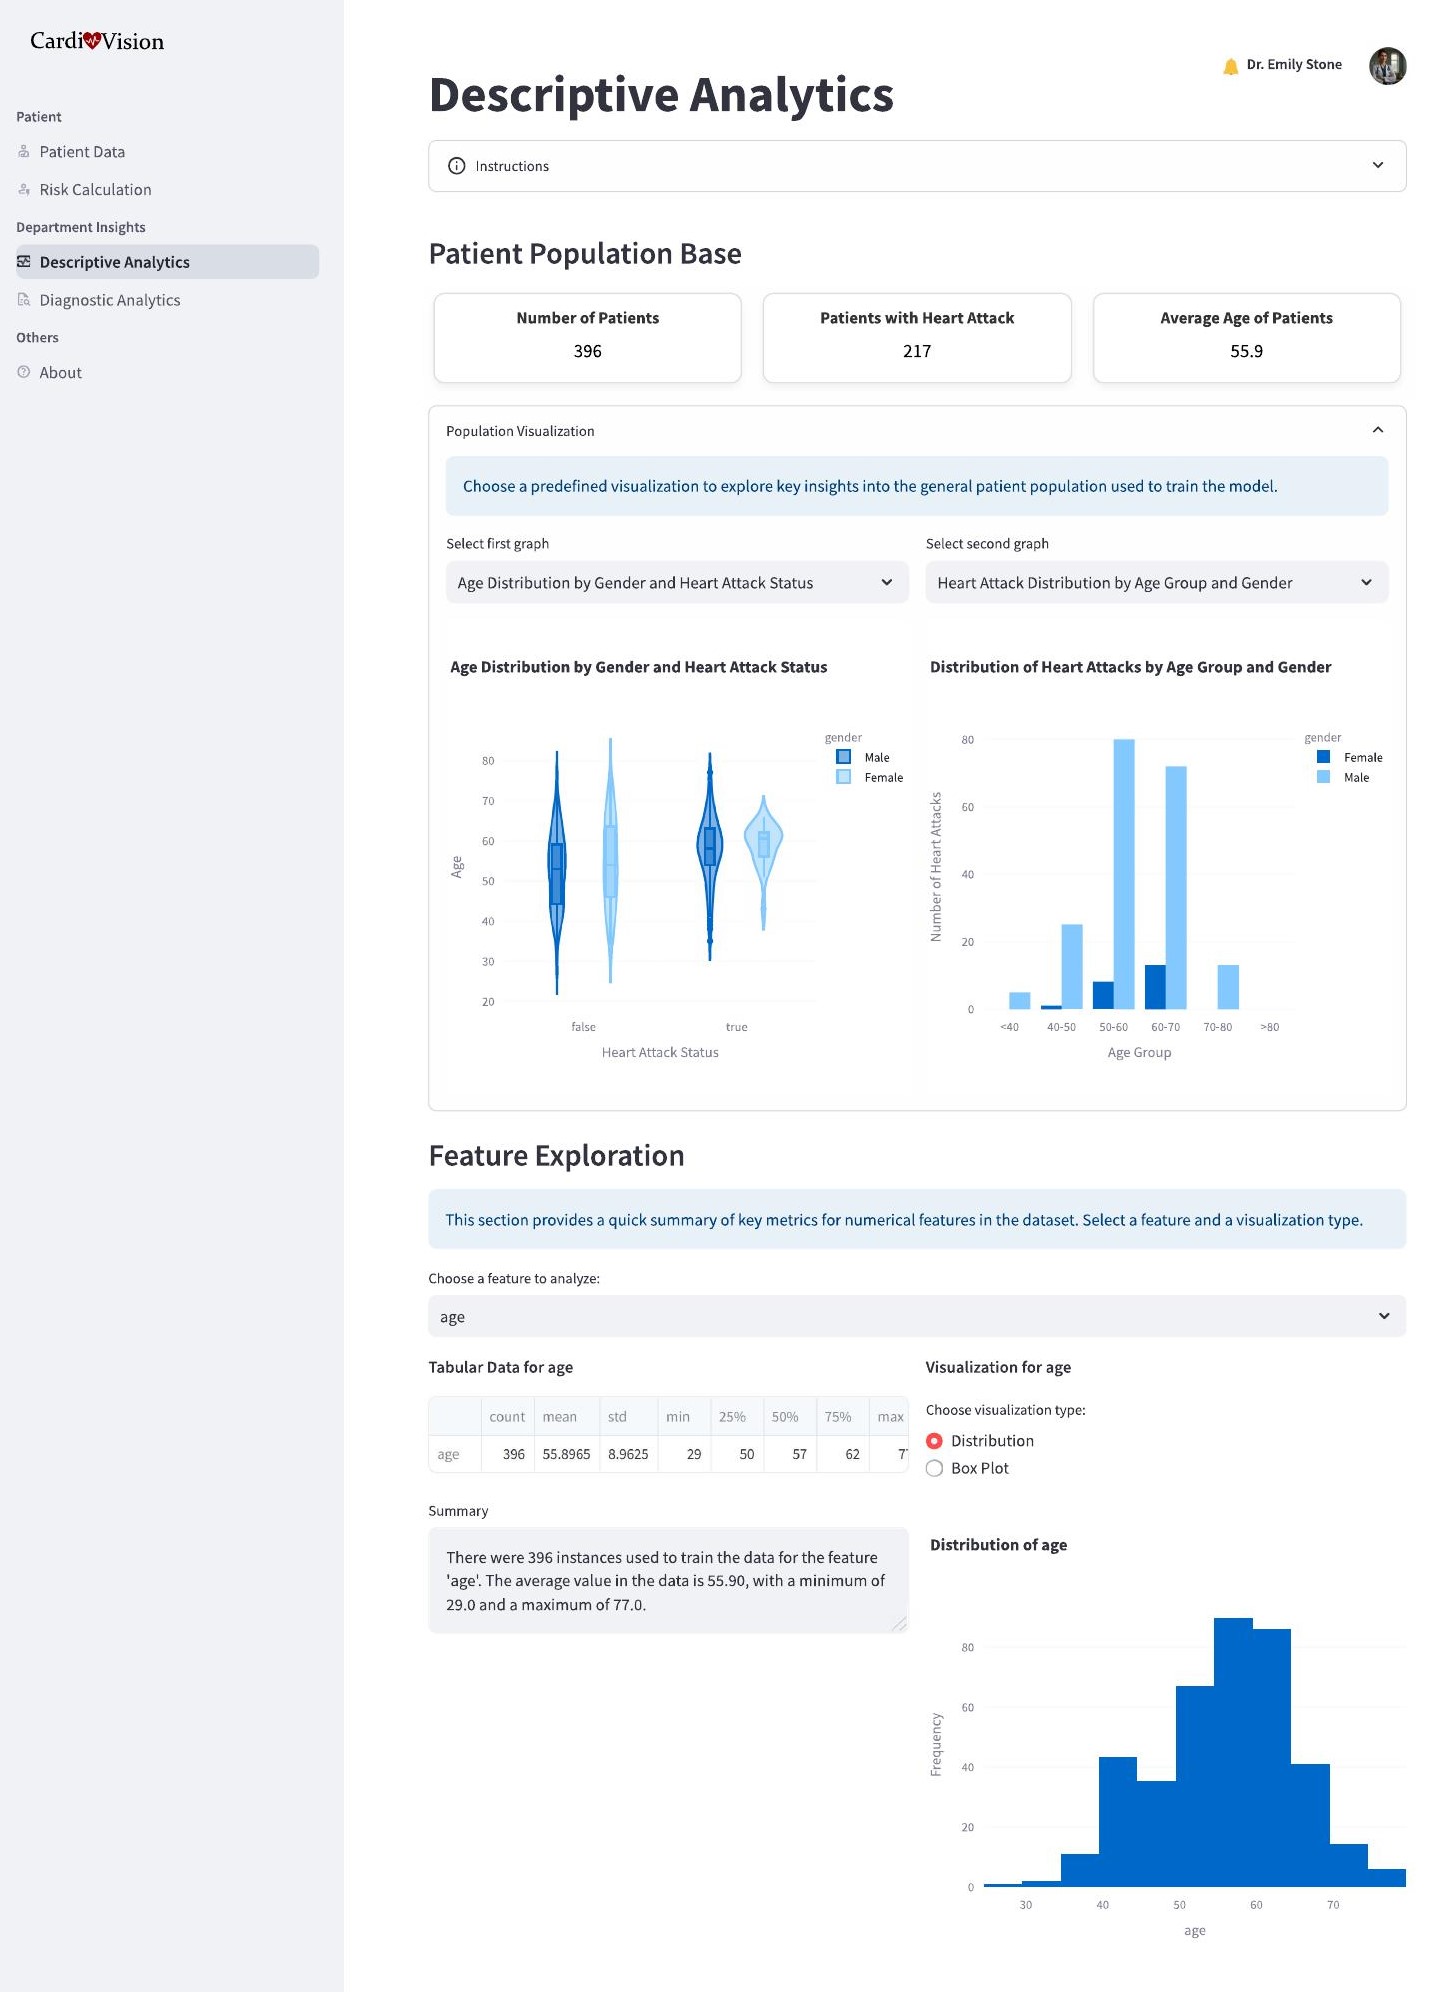 Cardi Vision
Dr. Emily Stone
Descriptive Analytics
Patient
Patient Data
Risk Calculation
Department Insights
Descriptive Analytics
Diagnostic Analytics
Others
About
Instructions
Patient Population Base
Number of Patients
396
Patients with Heart Attack
217
Average Age of Patients
55.9
Population Visualization
Choose a predefined visualization to explore key insights into the general patient population used to train the model.
Select first graph
Age Distribution by Gender and Heart Attack Status
Select second graph
Heart Attack Distribution by Age Group and Gender
Age Distribution by Gender and Heart Attack Status
gender
Male
Female
Age
80
70
60
50
40
30
20
false
true
Heart Attack Status
Distribution of Heart Attacks by Age Group and Gender
gender
Female
Male
Number of Heart Attacks
80
60
40
20
0
<40
40-50
50-60
60-70
70-80
>80
Age Group
Feature Exploration
This section provides a quick summary of key metrics for numerical features in the dataset. Select a feature and a visualization type.
Choose a feature to analyze:
age
Tabular Data for age
count mean std min 25% 50% 75% max
age 396 55.8965 8.9625 29 50 57 62 7
Summary
There were 396 instances used to train the data for the feature
'age'. The average value in the data is 55.90, with a minimum of
29.0 and a maximum of 77.0.
Visualization for age
Choose visualization type:
Distribution
Box Plot
Distribution of age
Frequency
80
60
40
20
0
30
40
50
60
70
age